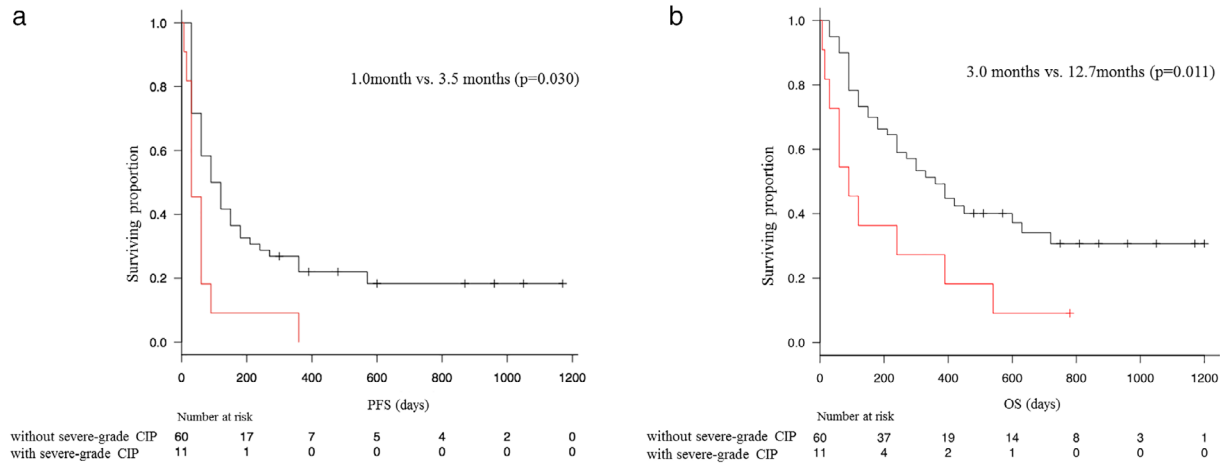 a
1.0month vs. 3.5 months (p=0.030)
Surviving proportion
1.0
0.8
0.6
0.4
0.2
0.0
0 200 400 600 800 1000 1200
PFS (days)
Number at risk
without severe-grade CIP 60 17 7 5 4 2 0
with severe-grade CIP 11 1 0 0 0 0 0
b
3.0 months vs. 12.7months (p=0.011)
Surviving proportion
1.0
0.8
0.6
0.4
0.2
0.0
0 200 400 600 800 1000 1200
OS (days)
Number at risk
without severe-grade CIP 60 37 19 14 8 3 1
with severe-grade CIP 11 4 2 1 0 0 0